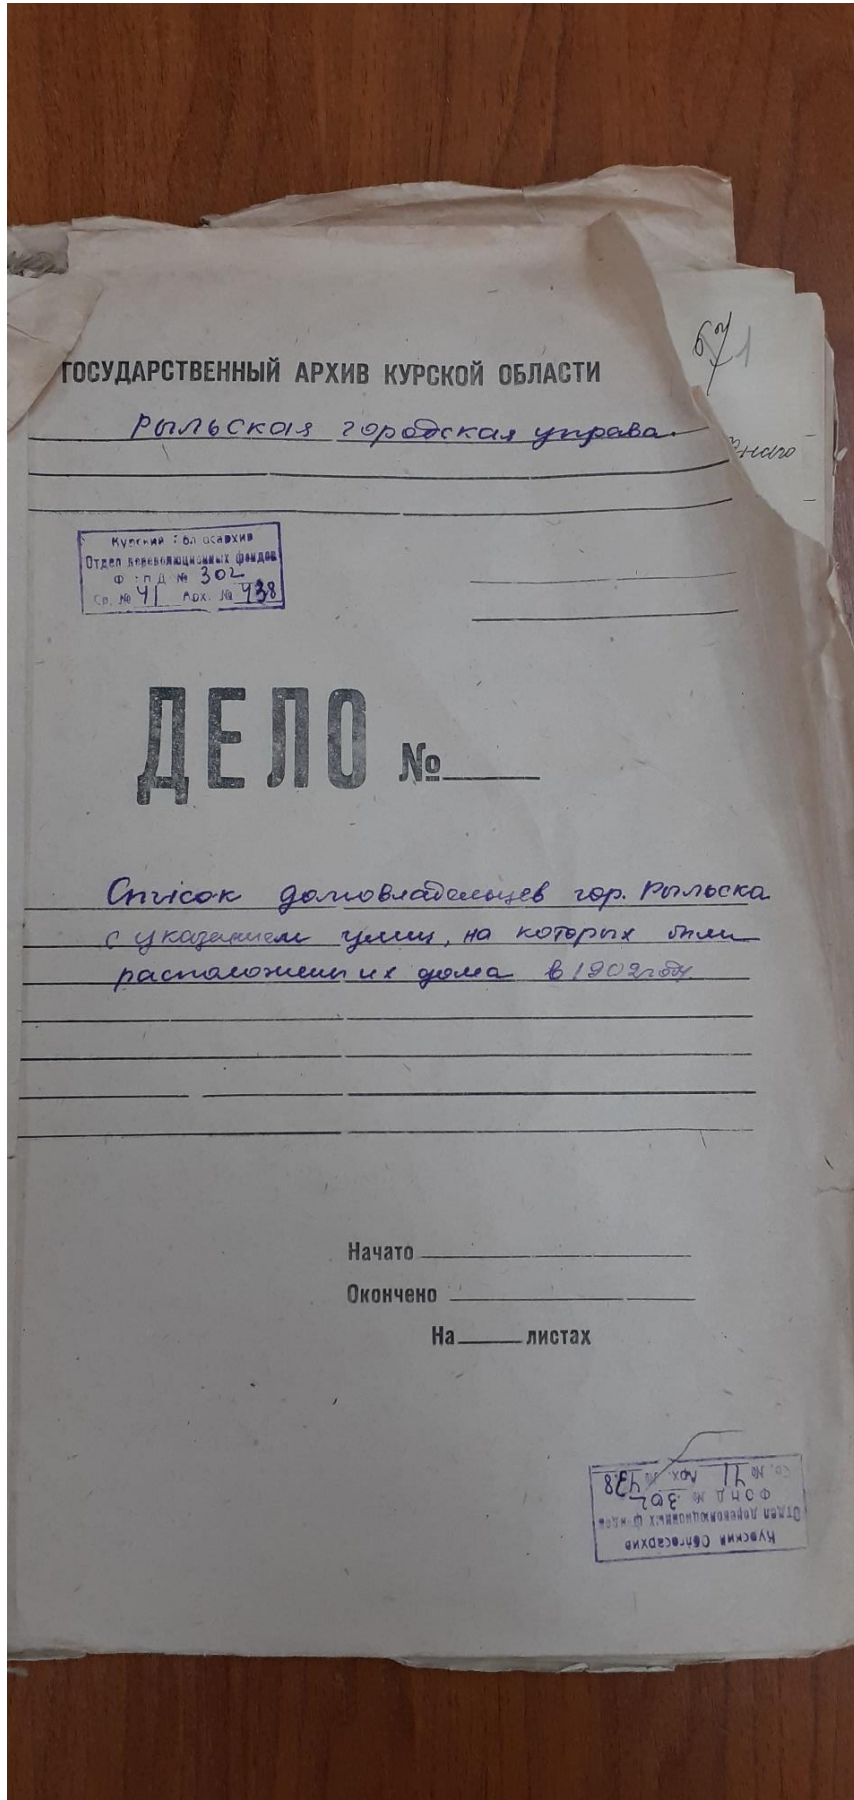 671
ГОСУДАРСТВЕННЫЙ АРХИВ КУРСКОЙ ОБЛАСТИ
Рыльская городская управа
Курский Облгосархив
Отдел дореволюционных фондов
ФОНД № 302
Св. № 41 Арх. № 438
ДЕЛО №
Список домовладельцев гор. Рыльска
с указанием улиц, на которых были
расположены их дома в 1902 году.
Начато
Окончено
На листах
Курский Облгосархив
Отдел дореволюционных фондов
ФОНД № 302
Св. № 41 Арх. № 438